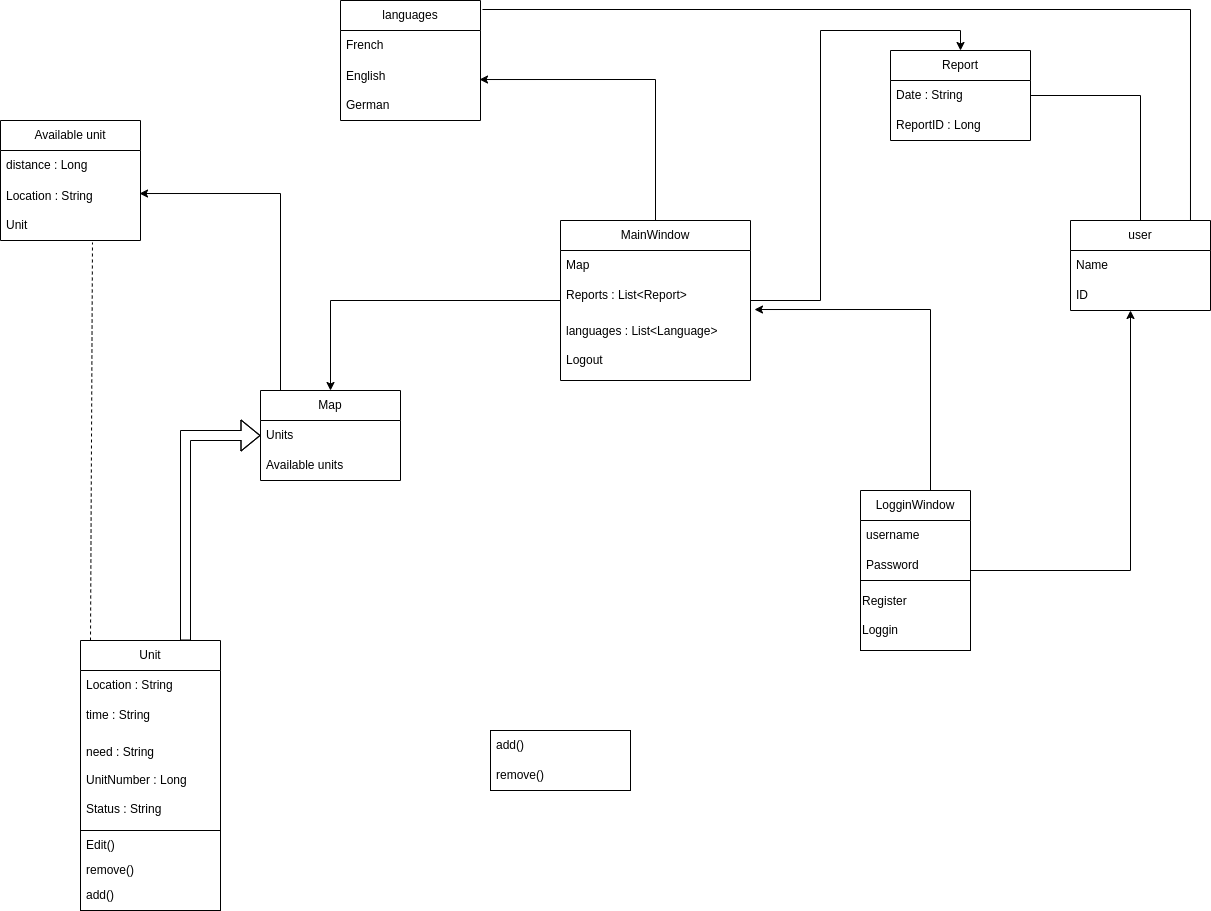 languages
French
English
German
Report
Date : String
ReportID : Long
Available unit
distance : Long
Location : String
Unit
MainWindow
Map
Reports : List<Report>
languages : List<Language>
Logout
user
Name
ID
Map
Units
Available units
LogginWindow
username
Password
Register
Loggin
Unit
Location : String
time : String
need : String
UnitNumber : Long
Status : String
Edit()
remove()
add()
add()
remove()